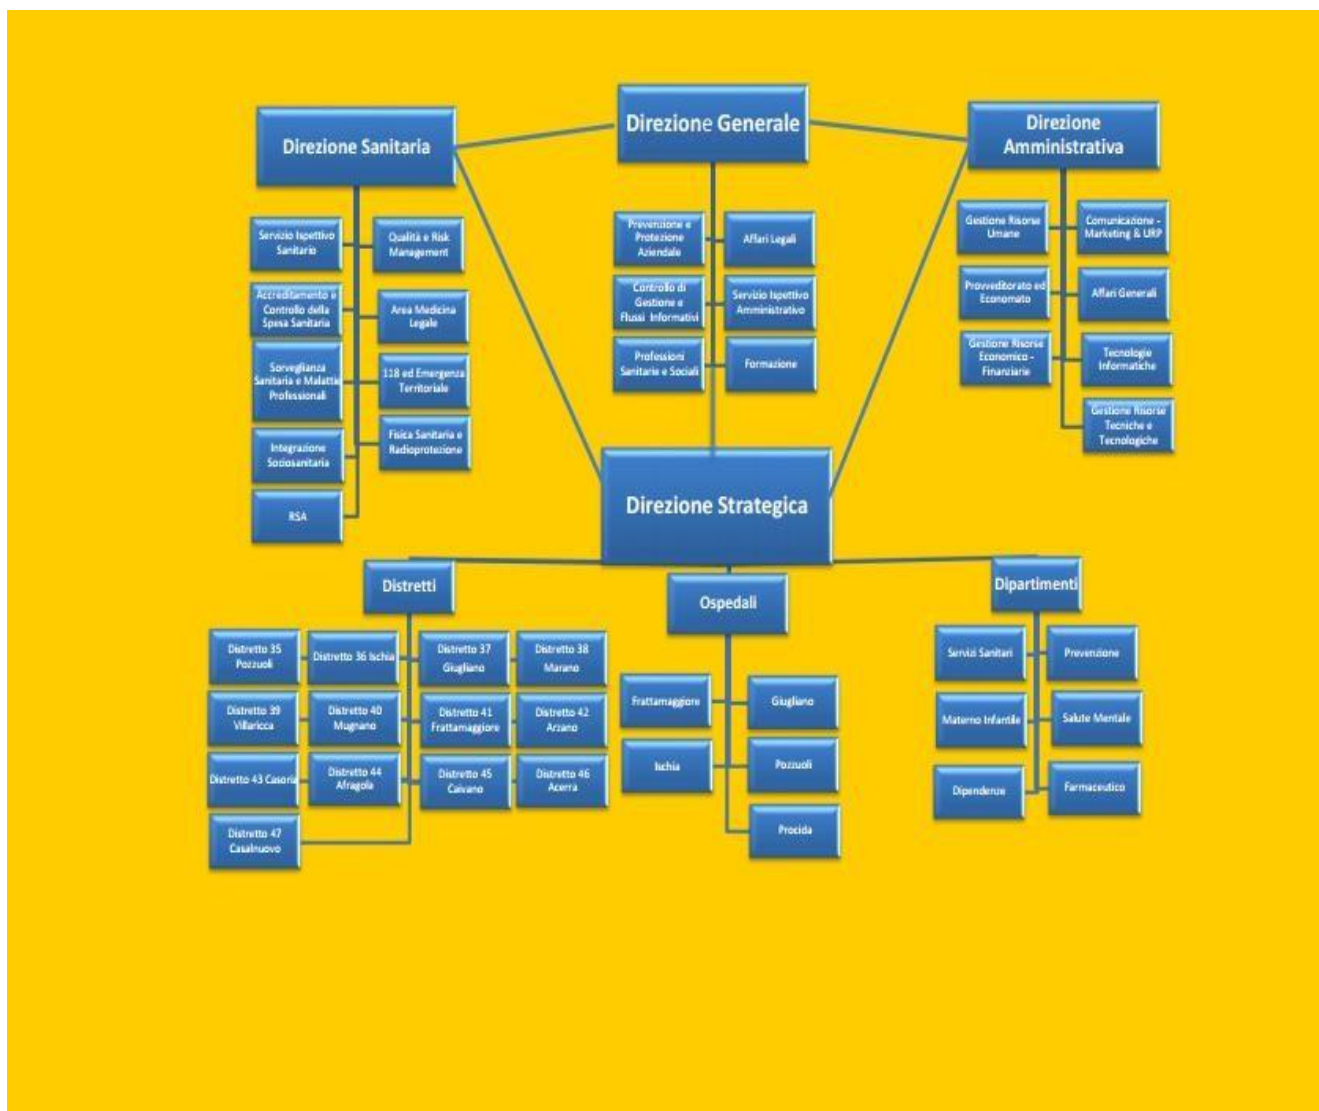 Direzione Sanitaria
Direzione Generale
Direzione
Amministrativa
Servizio Ispettivo
Sanitario
Qualità e Risk
Management
Accreditamento e
Controllo della
Spesa Sanitaria
Area Medicina
Legale
Sorveglianza
Sanitaria e Malattie
Professionali
118 ed Emergenza
Territoriale
Integrazione
Sociosanitaria
Fisica Sanitaria e
Radioprotezione
RSA
Prevenzione e
Protezione
Aziendale
Affari Legali
Controllo di
Gestione e
Flussi Informativi
Servizio Ispettivo
Amministrativo
Professioni
Sanitarie e Sociali
Formazione
Gestione Risorse
Umane
Comunicazione -
Marketing & URP
Provveditorato ed
Economato
Affari Generali
Gestione Risorse
Economico -
Finanziarie
Tecnologie
Informatiche
Gestione Risorse
Tecniche e
Tecnologiche
Direzione Strategica
Distretti
Ospedali
Dipartimenti
Distretto 35
Pozzuoli
Distretto 36 Ischia
Distretto 37
Giugliano
Distretto 38
Marano
Distretto 39
Villaricca
Distretto 40
Mugnano
Distretto 41
Frattamaggiore
Distretto 42
Arzano
Distretto 43 Casoria
Distretto 44
Afragola
Distretto 45
Caivano
Distretto 46
Acerra
Distretto 47
Casalnuovo
Frattamaggiore
Giugliano
Ischia
Pozzuoli
Procida
Servizi Sanitari
Prevenzione
Materno Infantile
Salute Mentale
Dipendenze
Farmaceutico